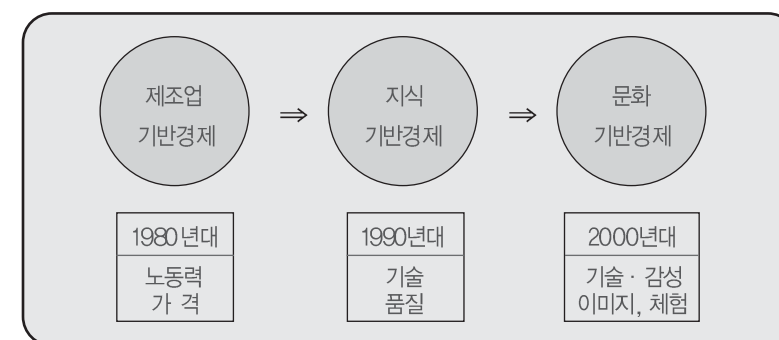 제조업
기반경제
⇒
지식
기반경제
⇒
문화
기반경제
1980년대
노동력
가 격
1990년대
기술
품질
2000년대
기술 · 감성
이미지, 체험